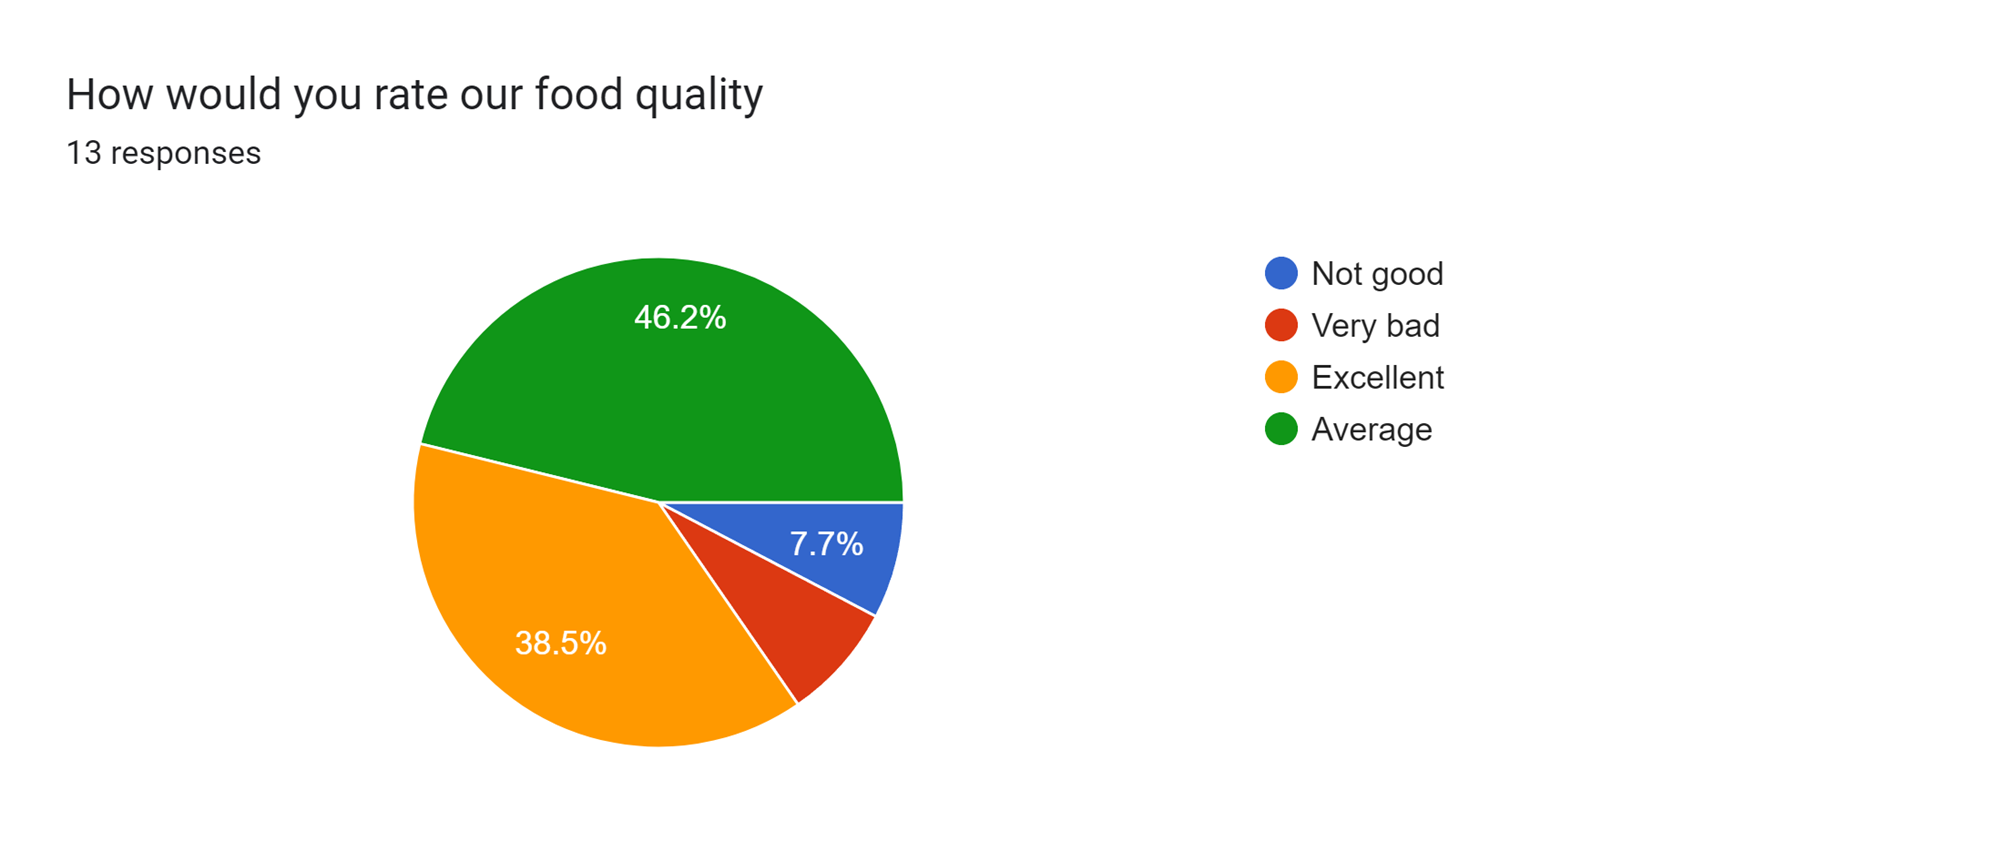 How would you rate our food quality
13 responses
46.2%
7.7%
38.5%
Not good
Very bad
Excellent
Average